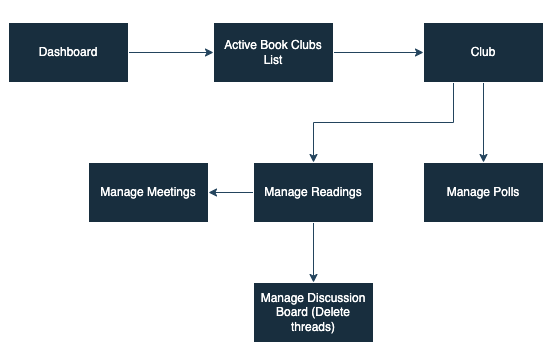 Dashboard
Active Book Clubs
List
Club
Manage Meetings
Manage Readings
Manage Polls
Manage Discussion
Board (Delete
threads)